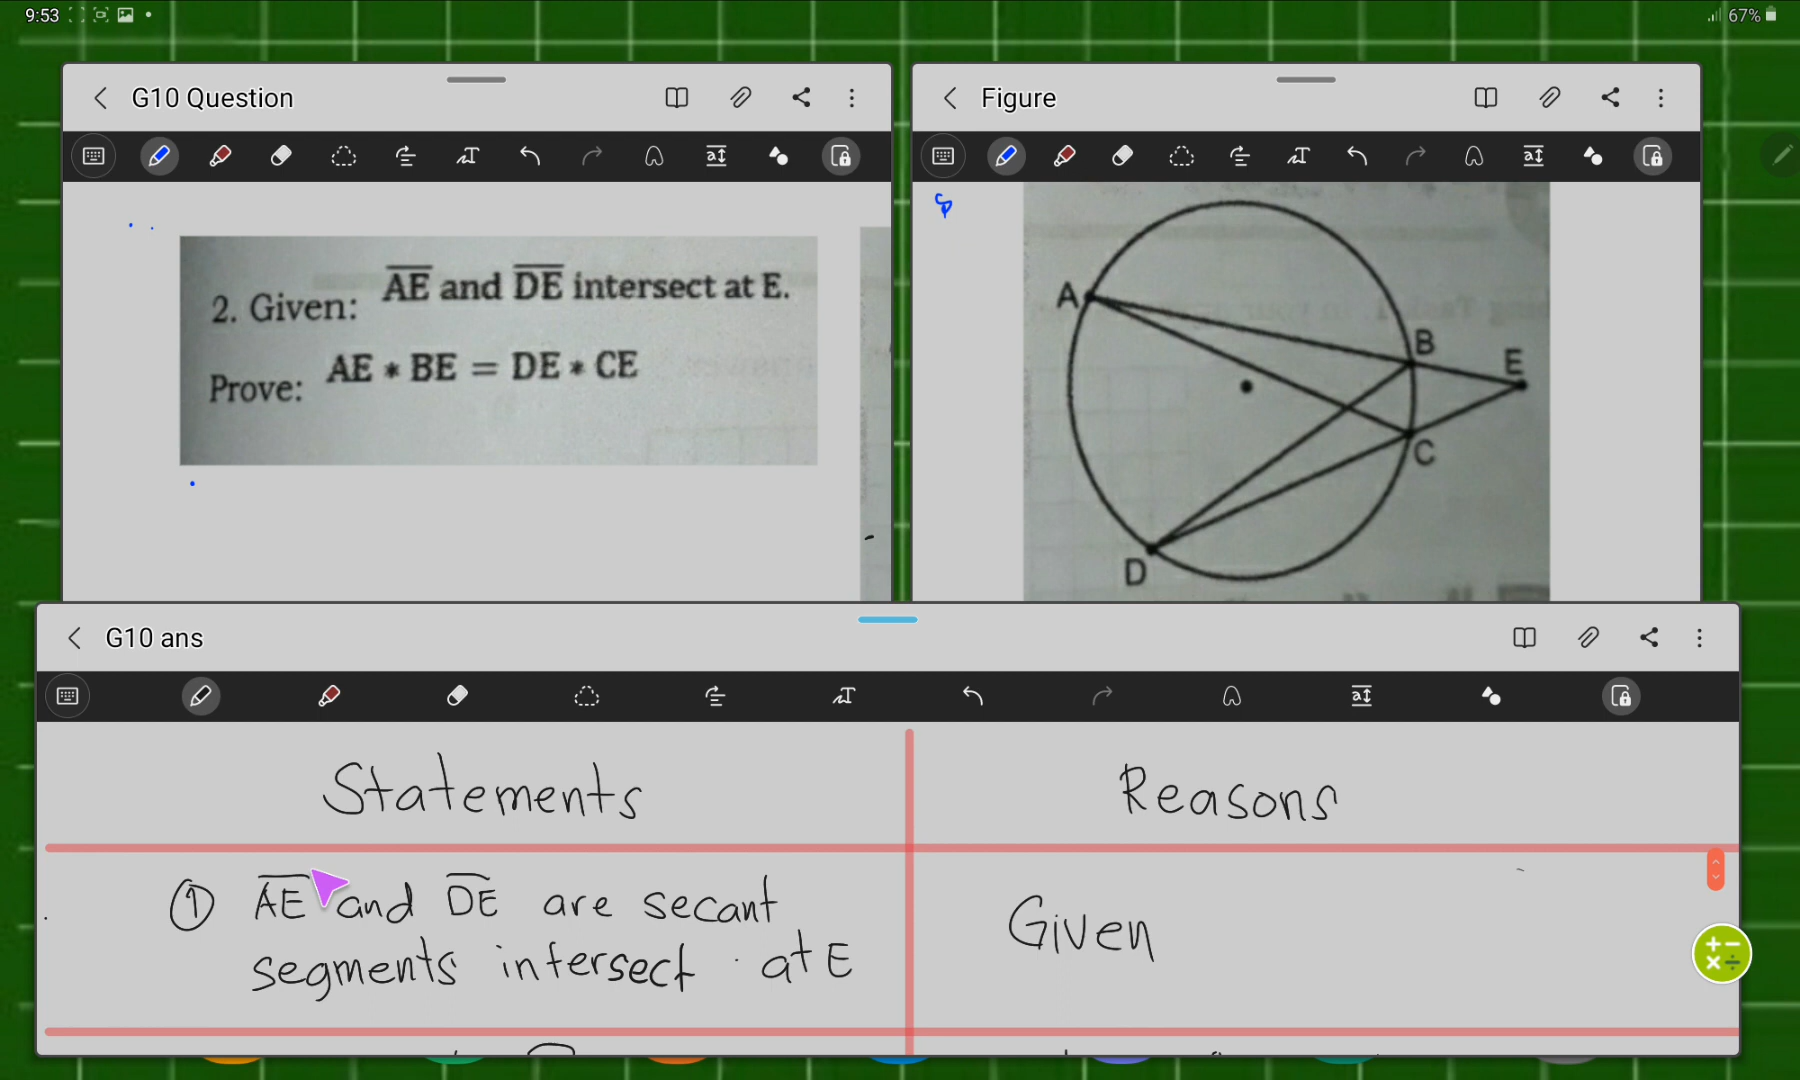 9:53
67%
G10 Question
Figure
2. Given: AE and DE intersect at E.
Prove: AE * BE = DE * CE
A
B
E
C
D
G10 ans
Statements
Reasons
① AE and DE are secant
segments intersect at E
Given